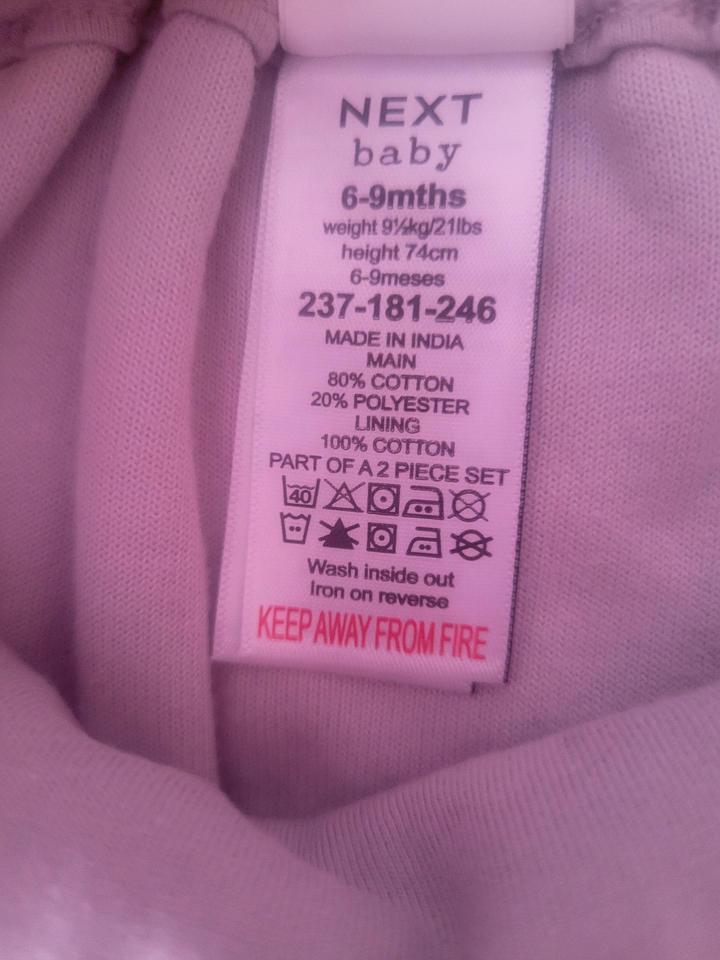 NEXT
baby
6-9mths
weight 9½kg/21lbs
height 74cm
6-9meses
237-181-246
MADE IN INDIA
MAIN
80% COTTON
20% POLYESTER
LINING
100% COTTON
PART OF A 2 PIECE SET
40
Wash inside out
Iron on reverse
KEEP AWAY FROM FIRE